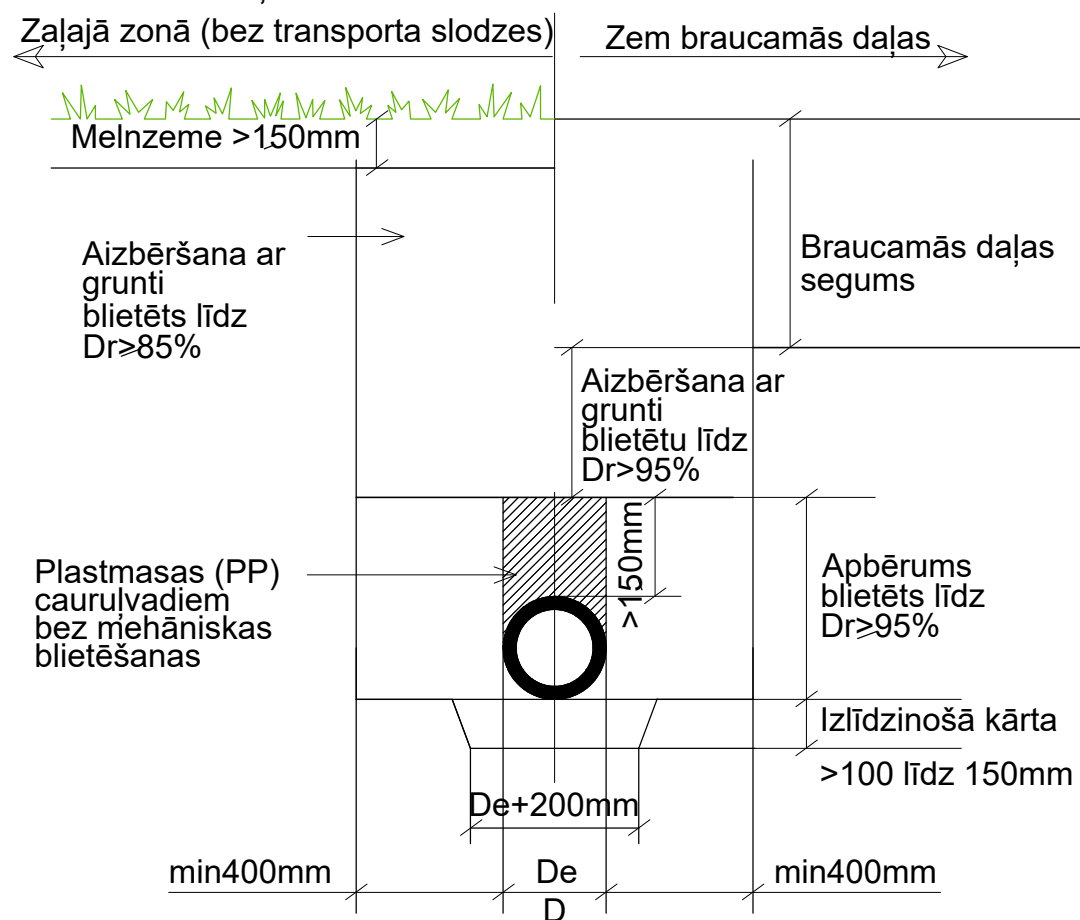 Zaļajā zonā (bez transporta slodzes)
Zem braucamās daļas
Melnzeme >150mm
Aizbēršana ar
grunti
blietēts līdz
Dr≥85%
Braucamās daļas
segums
Aizbēršana ar
grunti
blietētu līdz
Dr>95%
>150mm
Plastmasas (PP)
cauruļvadiem
bez mehāniskas
blietēšanas
Apbērums
blietēts līdz
Dr≥95%
Izlīdzinošā kārta
>100 līdz 150mm
De+200mm
min400mm
De
D
min400mm